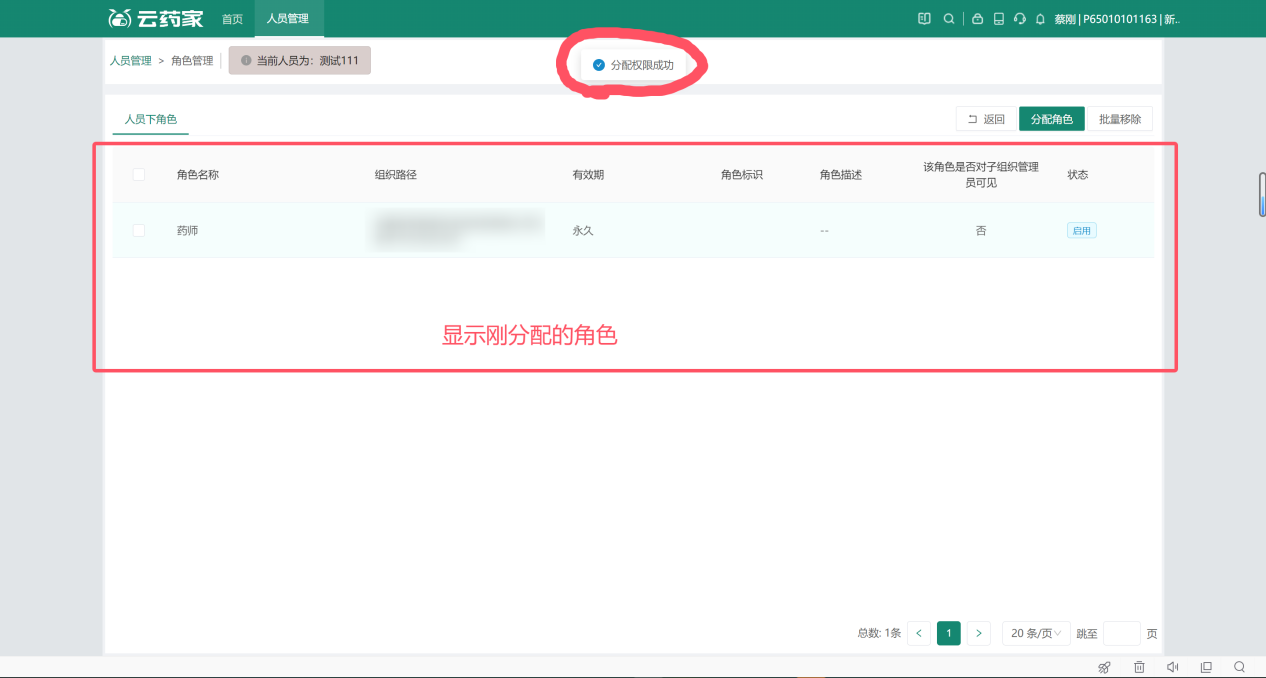 云药家 首页 人员管理 蔡刚 | P65010101163 | 新..
人员管理 > 角色管理 当前人员为：测试111 分配权限成功
人员下角色 返回 分配角色 批量移除
角色名称 组织路径 有效期 角色标识 角色描述 该角色是否对子组织管理 状态
员可见
药师 永久 -- 否 启用
显示刚分配的角色
总数: 1条 < 1 > 20 条/页 跳至 页